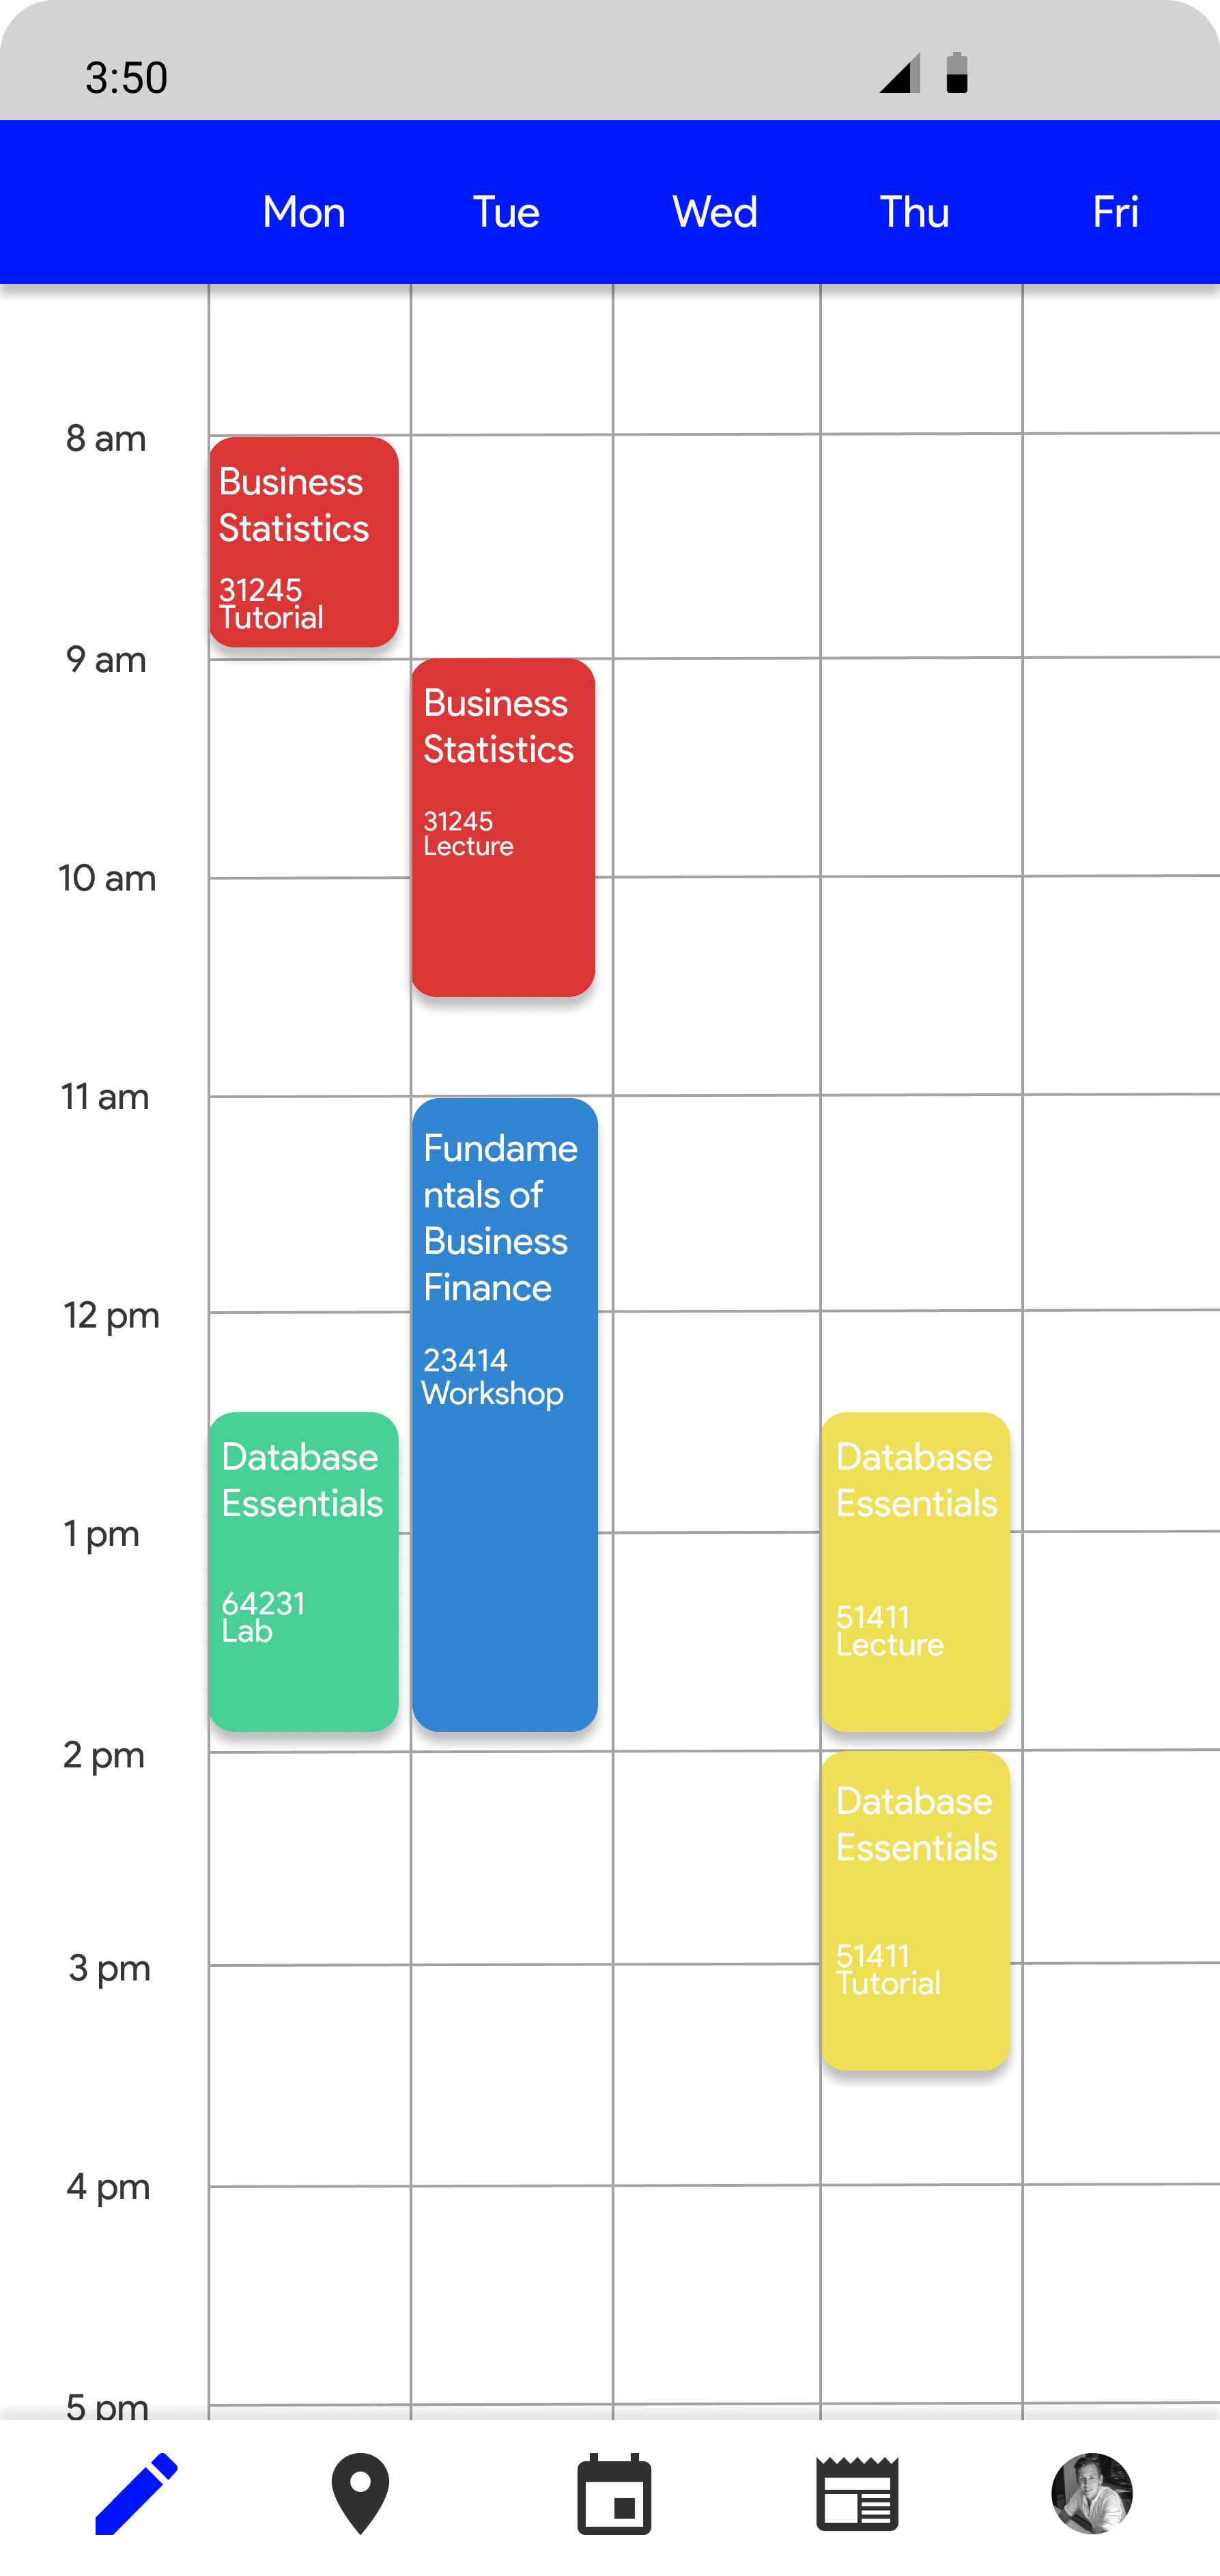 3:50
Mon Tue Wed Thu Fri
8 am
Business
Statistics
31245
Tutorial
9 am
Business
Statistics
31245
Lecture
10 am
11 am
Fundame
ntals of
Business
Finance
23414
Workshop
12 pm
Database
Essentials
64231
Lab
Database
Essentials
51411
Lecture
1 pm
2 pm
Database
Essentials
51411
Tutorial
3 pm
4 pm
5 pm